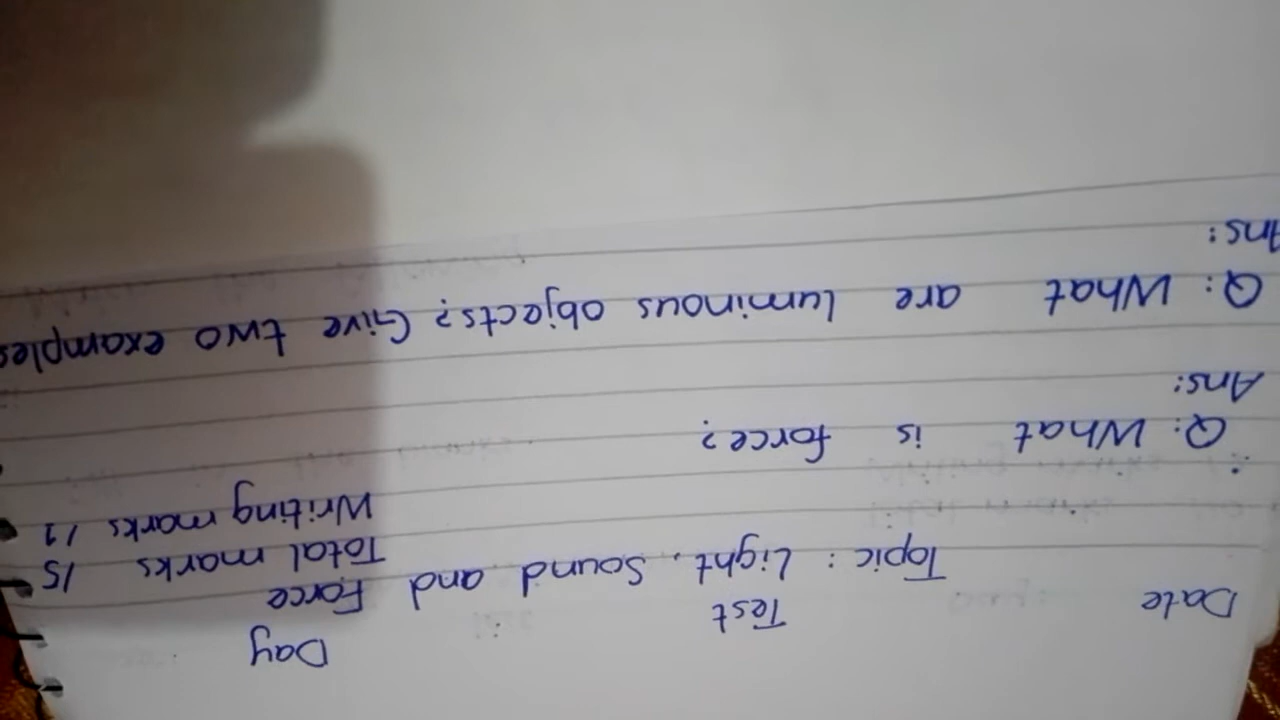 Date Test Day
Topic : Light, Sound and Force
Total marks 15
Writing marks /1
Q: What is force?
Ans:
Q: What are luminous objects? Give two examples
Ans: